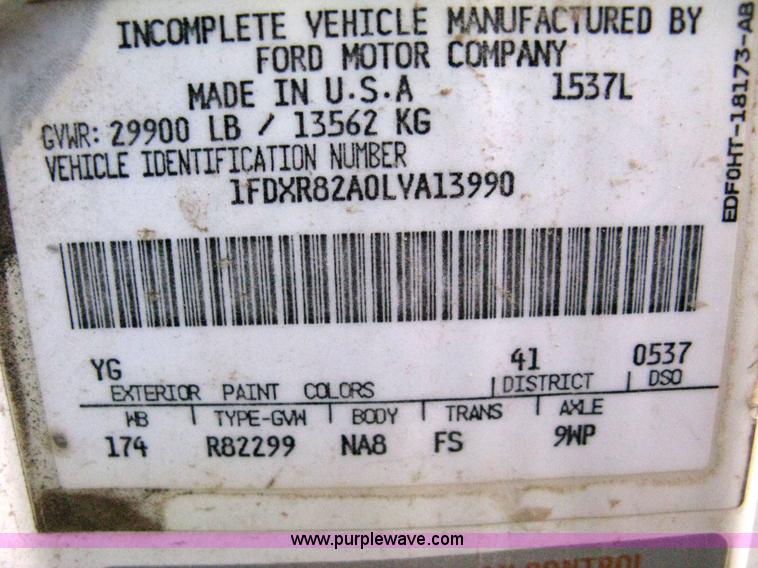 INCOMPLETE VEHICLE MANUFACTURED BY
FORD MOTOR COMPANY
MADE IN U.S.A 1537L
GVWR: 29900 LB / 13562 KG
VEHICLE IDENTIFICATION NUMBER
1FDXR82A0LVA13990
EDF0HT-18173-AB
YG 41 0537
EXTERIOR PAINT COLORS DISTRICT DSO
WB TYPE-GVW BODY TRANS AXLE
174 R82299 NA8 FS 9WP
www.purplewave.com
CONTROL